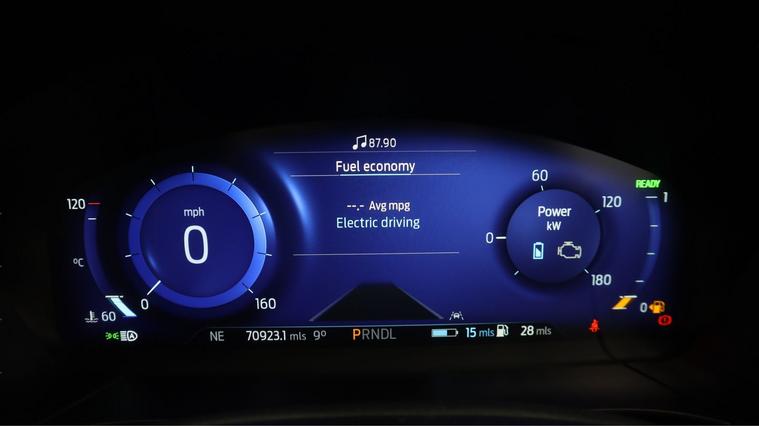 87.90
Fuel economy
--.- Avg mpg
Electric driving
mph
0
0
160
120
°C
60
60
120
Power
kW
0
180
READY
1
0
NE
70923.1 mls
9°
PRNDL
15 mls
28 mls